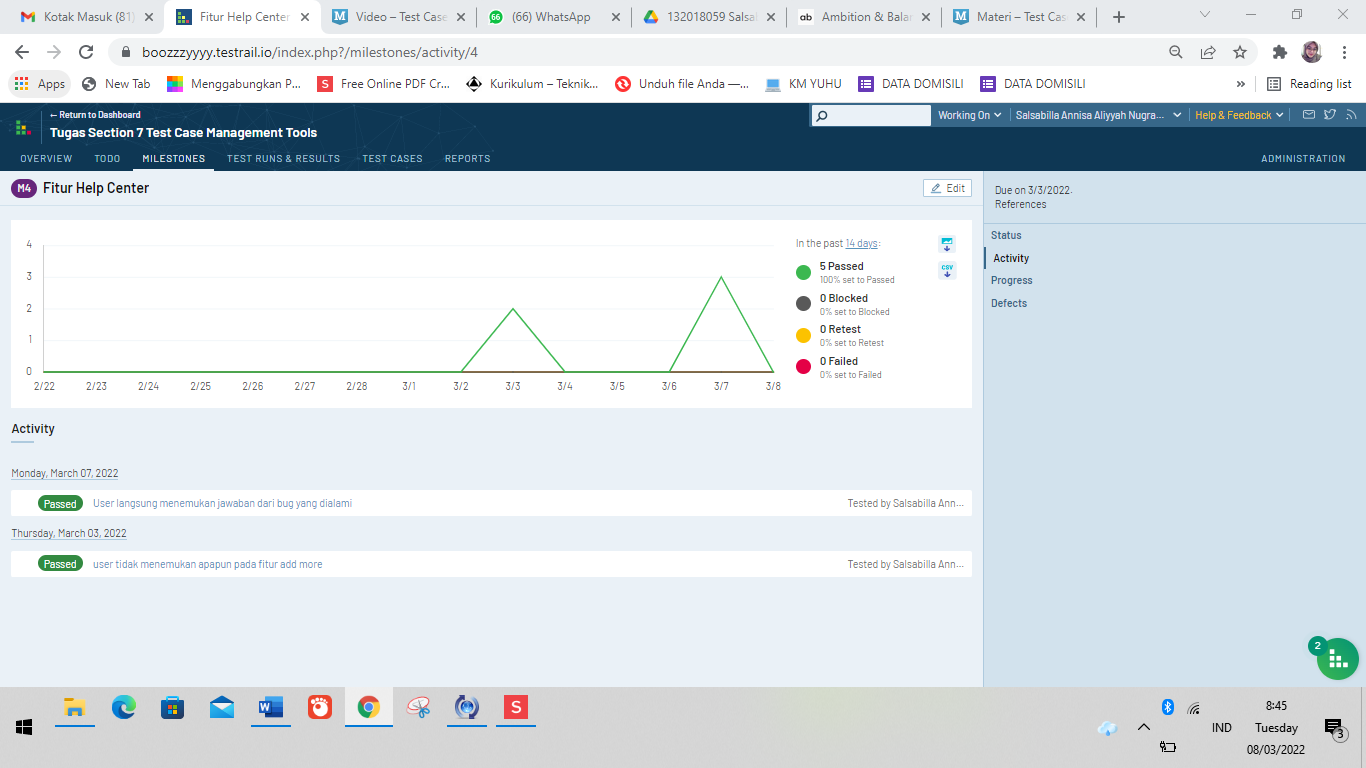 Kotak Masuk (81)
Fitur Help Center
Video – Test Case
(66) WhatsApp
132018059 Salsa
Ambition & Bala
Materi – Test Cas
boozzzyyyy.testrail.io/index.php?/milestones/activity/4
Apps
New Tab
Menggabungkan P...
Free Online PDF Cr...
Kurikulum – Teknik...
Unduh file Anda —...
KM YUHU
DATA DOMISILI
DATA DOMISILI
»
Reading list
← Return to Dashboard
Tugas Section 7 Test Case Management Tools
Working On
Salsabilla Annisa Aliyyah Nugra...
Help & Feedback
OVERVIEW
TODO
MILESTONES
TEST RUNS & RESULTS
TEST CASES
REPORTS
ADMINISTRATION
M4
Fitur Help Center
Edit
4
3
2
1
0
2/22
2/23
2/24
2/25
2/26
2/27
2/28
3/1
3/2
3/3
3/4
3/5
3/6
3/7
3/8
In the past 14 days:
5 Passed
100% set to Passed
0 Blocked
0% set to Blocked
0 Retest
0% set to Retest
0 Failed
0% set to Failed
CSV
Due on 3/3/2022.
References
Status
Activity
Progress
Defects
Activity
Monday, March 07, 2022
Passed
User langsung menemukan jawaban dari bug yang dialami
Tested by Salsabilla Ann...
Thursday, March 03, 2022
Passed
user tidak menemukan apapun pada fitur add more
Tested by Salsabilla Ann...
2
IND
8:45
Tuesday
08/03/2022
3